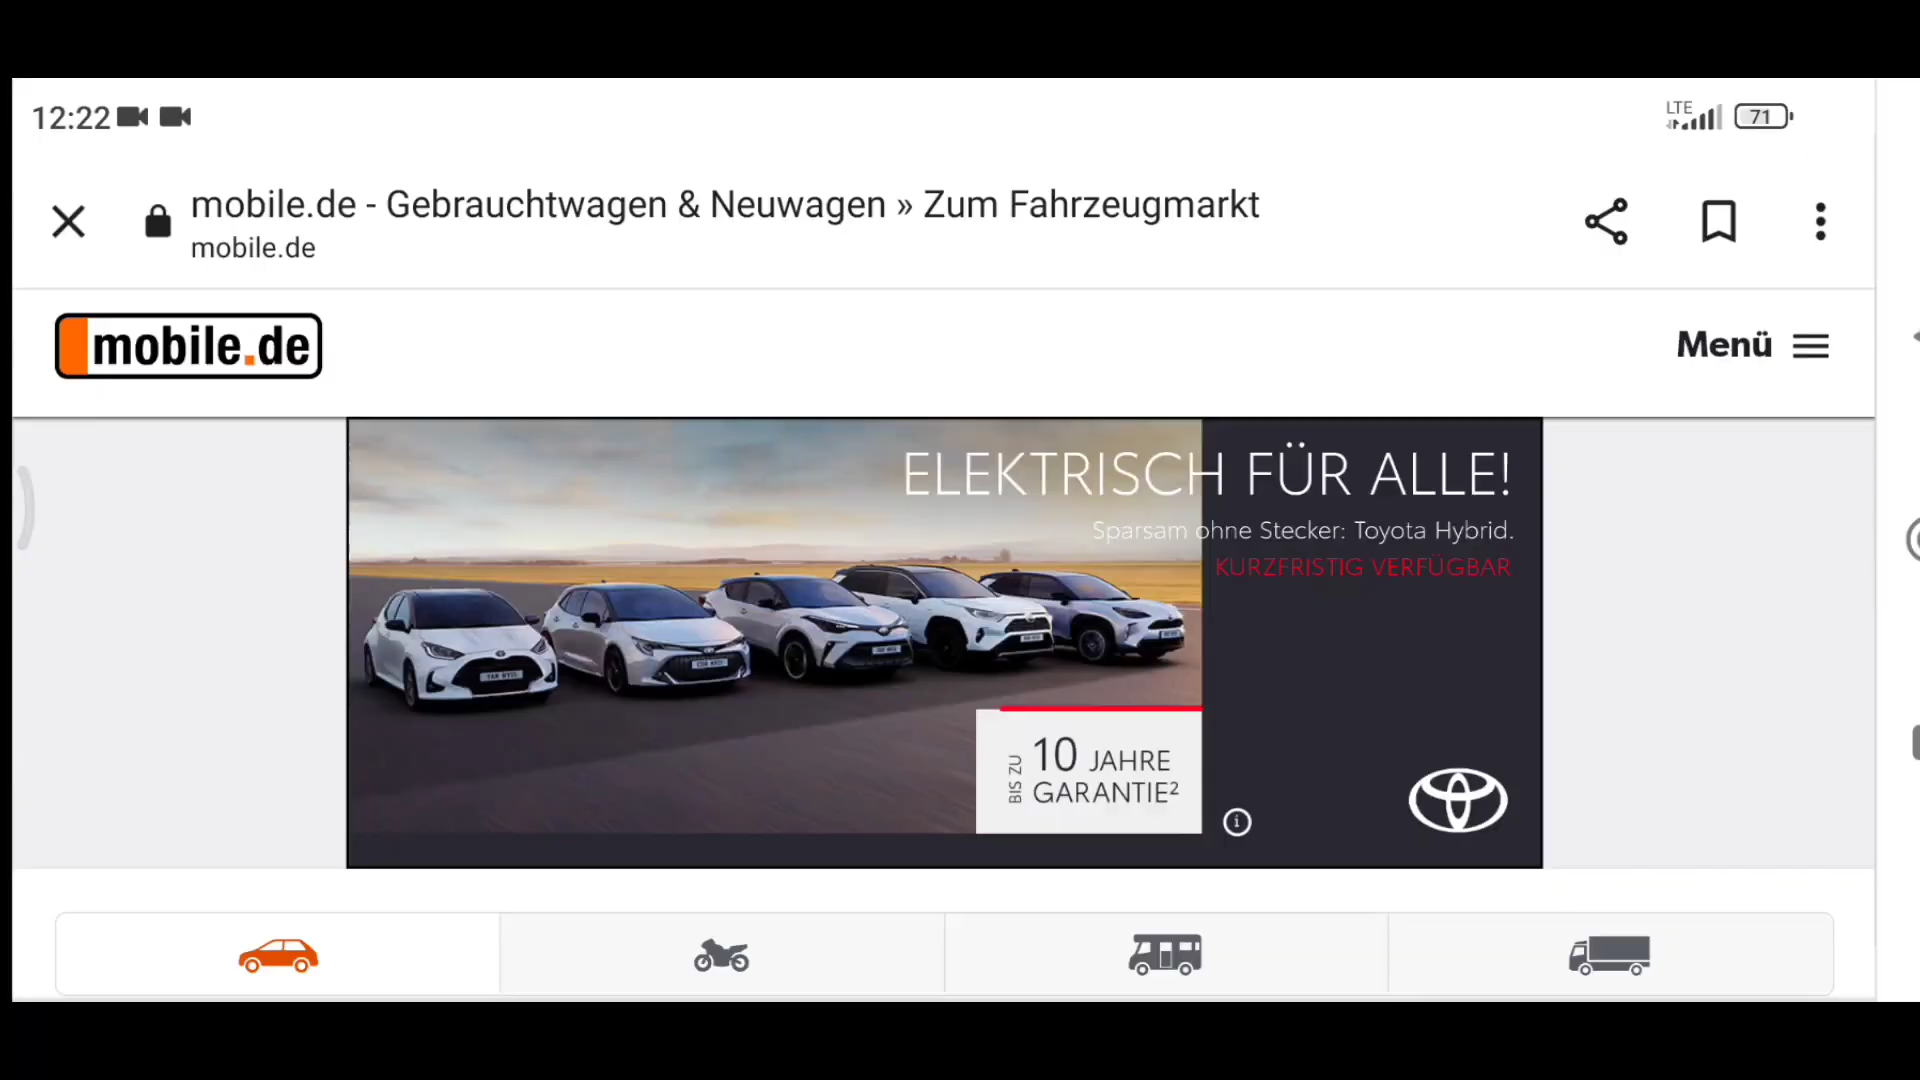 12:22
LTE
71
mobile.de - Gebrauchtwagen & Neuwagen » Zum Fahrzeugmarkt
mobile.de
mobile.de
Menü
ELEKTRISCH FÜR ALLE!
Sparsam ohne Stecker: Toyota Hybrid.
KURZFRISTIG VERFÜGBAR
BIS ZU
10 JAHRE
GARANTIE²